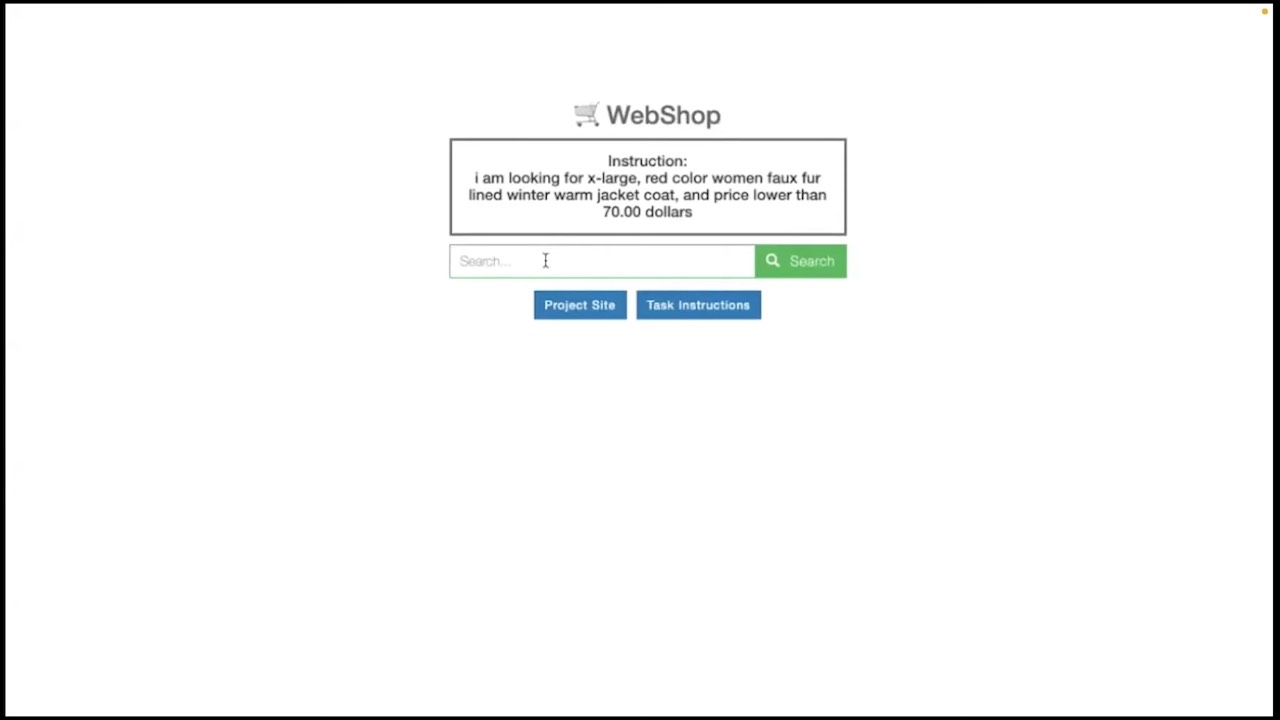 WebShop
Instruction:
i am looking for x-large, red color women faux fur
lined winter warm jacket coat, and price lower than
70.00 dollars
Search...
Search
Project Site
Task Instructions